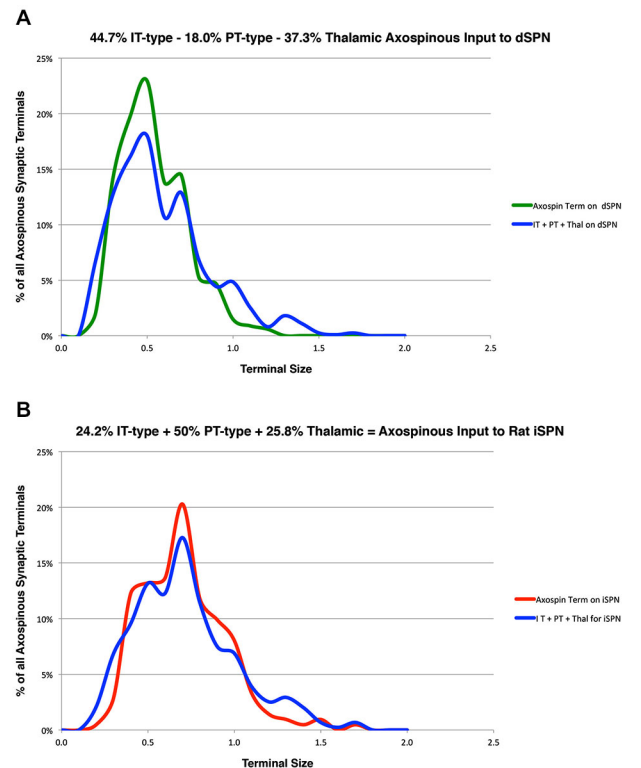 A
44.7% IT-type - 18.0% PT-type - 37.3% Thalamic Axospinous Input to dSPN
25%
20%
15%
10%
5%
0%
% of all Axospinous Synaptic Terminals
Axospin Term on dSPN
IT + PT + Thal on dSPN
0.0 0.5 1.0 1.5 2.0 2.5
Terminal Size
B
24.2% IT-type + 50% PT-type + 25.8% Thalamic = Axospinous Input to Rat iSPN
25%
20%
15%
10%
5%
0%
% of all Axospinous Synaptic Terminals
Axospin Term on iSPN
I T + PT + Thal for iSPN
0.0 0.5 1.0 1.5 2.0 2.5
Terminal Size